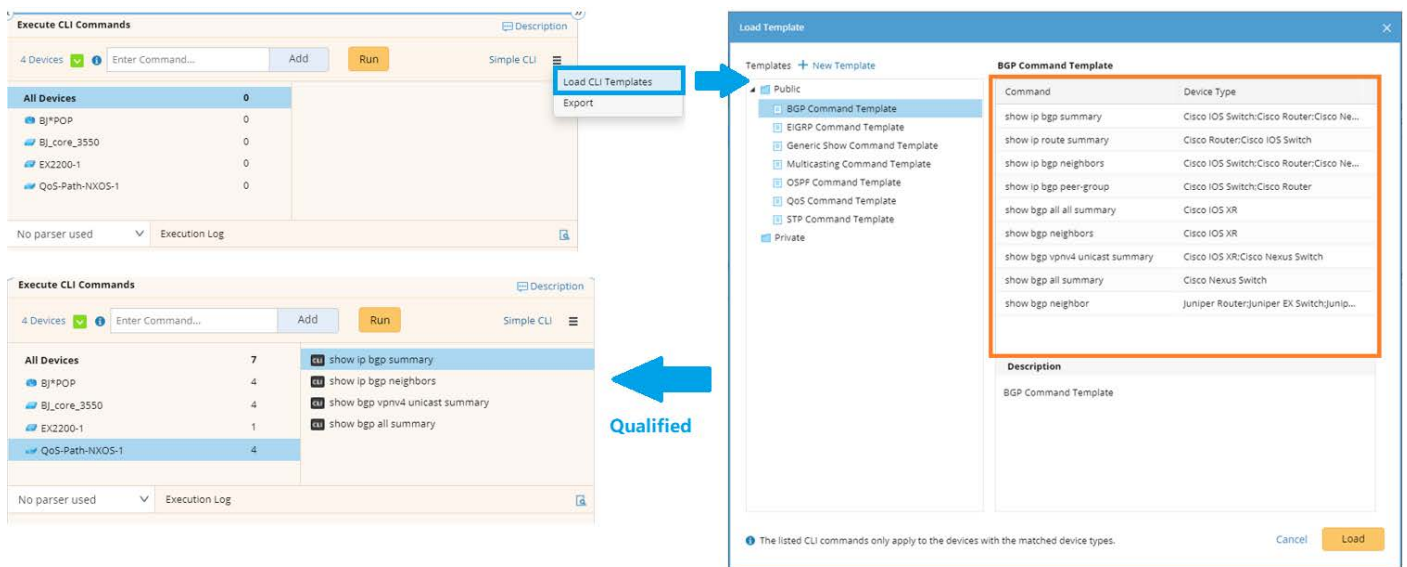 Execute CLI Commands
Description
4 Devices
Enter Command...
Add
Run
Simple CLI
Load CLI Templates
Export
All Devices 0
BJ*POP 0
BJ_core_3550 0
EX2200-1 0
QoS-Path-NXOS-1 0
No parser used
Execution Log
Load Template
Templates + New Template
Public
BGP Command Template
EIGRP Command Template
Generic Show Command Template
Multicasting Command Template
OSPF Command Template
QoS Command Template
STP Command Template
Private
BGP Command Template
Command Device Type
show ip bgp summary Cisco IOS Switch;Cisco Router;Cisco Ne...
show ip route summary Cisco Router;Cisco IOS Switch
show ip bgp neighbors Cisco IOS Switch;Cisco Router;Cisco Ne...
show ip bgp peer-group Cisco IOS Switch;Cisco Router
show bgp all all summary Cisco IOS XR
show bgp neighbors Cisco IOS XR
show bgp vpnv4 unicast summary Cisco IOS XR;Cisco Nexus Switch
show bgp all summary Cisco Nexus Switch
show bgp neighbor Juniper Router;Juniper EX Switch;Junip...
Description
BGP Command Template
The listed CLI commands only apply to the devices with the matched device types.
Cancel
Load
Qualified
Execute CLI Commands
Description
4 Devices
Enter Command...
Add
Run
Simple CLI
All Devices 7
BJ*POP 4
BJ_core_3550 4
EX2200-1 1
QoS-Path-NXOS-1 4
CLI show ip bgp summary
CLI show ip bgp neighbors
CLI show bgp vpnv4 unicast summary
CLI show bgp all summary
No parser used
Execution Log